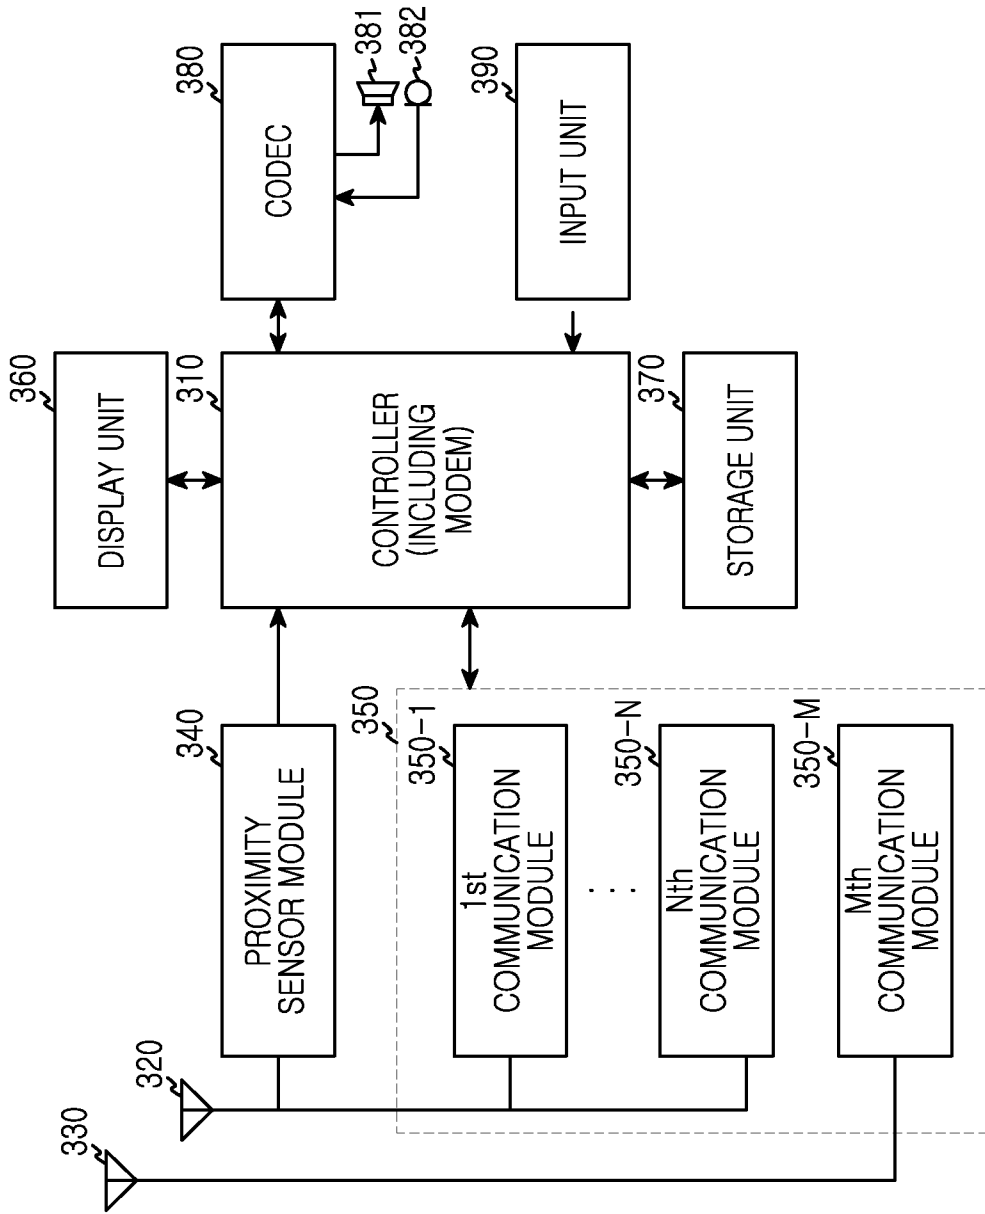 330
320
340
PROXIMITY
SENSOR MODULE
350
350-1
1st
COMMUNICATION
MODULE
. . .
350-N
Nth
COMMUNICATION
MODULE
350-M
Mth
COMMUNICATION
MODULE
360
DISPLAY UNIT
310
CONTROLLER
(INCLUDING
MODEM)
370
STORAGE UNIT
380
CODEC
381
382
390
INPUT UNIT